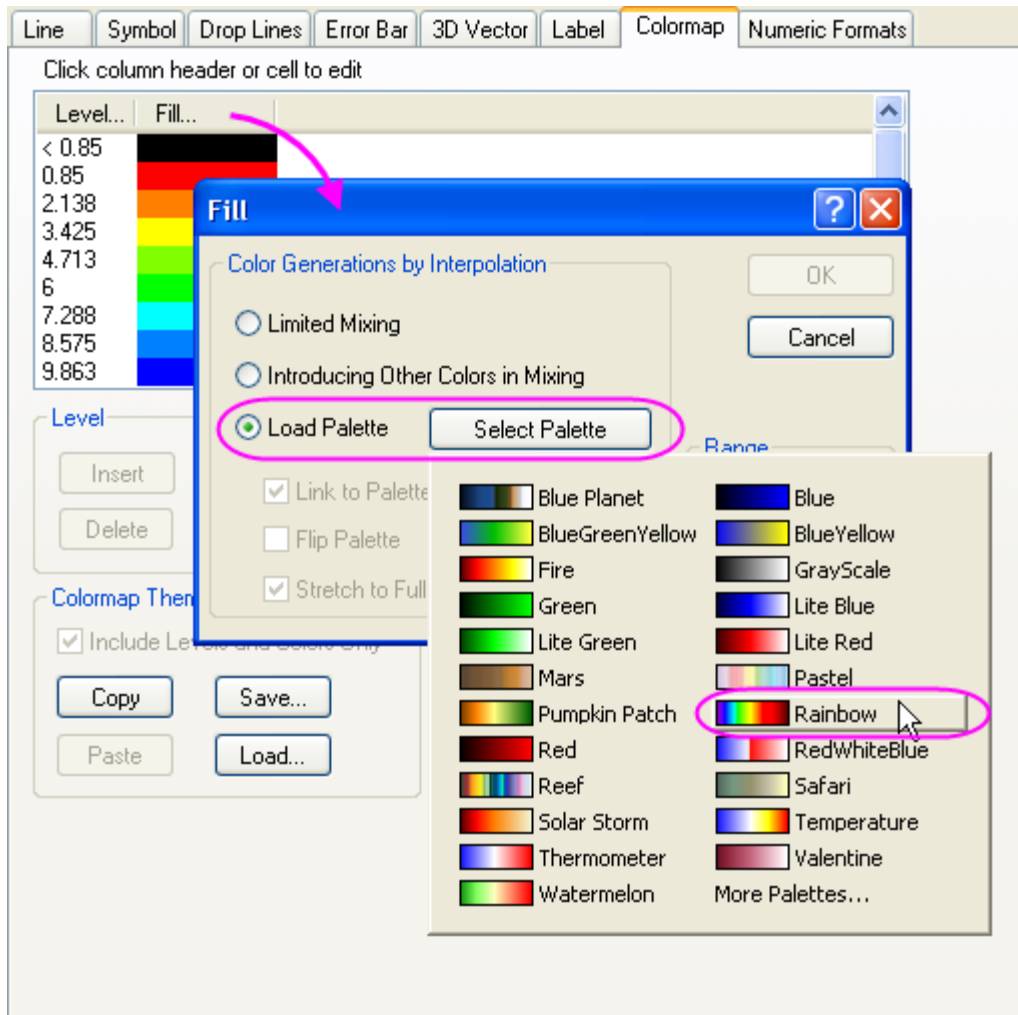 Line Symbol Drop Lines Error Bar 3D Vector Label Colormap Numeric Formats
Click column header or cell to edit
Level... Fill...
< 0.85
0.85
2.138
3.425
4.713
6
7.288
8.575
9.863
Fill
Color Generations by Interpolation
Limited Mixing
Introducing Other Colors in Mixing
Load Palette Select Palette
Link to Palette
Flip Palette
Stretch to Full
OK
Cancel
Range
Blue Planet Blue
BlueGreenYellow BlueYellow
Fire GrayScale
Green Lite Blue
Lite Green Lite Red
Mars Pastel
Pumpkin Patch Rainbow
Red RedWhiteBlue
Reef Safari
Solar Storm Temperature
Thermometer Valentine
Watermelon More Palettes...
Level
Insert
Delete
Colormap Them
Include Levels and Colors Only
Copy Save...
Paste Load...